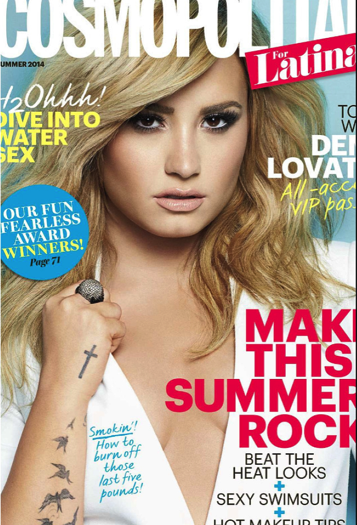 COSMOPOLITAN
For
Latina
UMMER 2014
H2Ohhh!
DIVE INTO
WATER
SEX
TO
W
DEM
LOVAT
All-acc
VIP pas
OUR FUN
FEARLESS
AWARD
WINNERS!
Page 71
MAK
THIS
SUMMER
ROCK
Smokin'!
How to
burn off
those
last five
pounds!
BEAT THE
HEAT LOOKS
+
SEXY SWIMSUITS
+
HOT MAKEUP TIPS